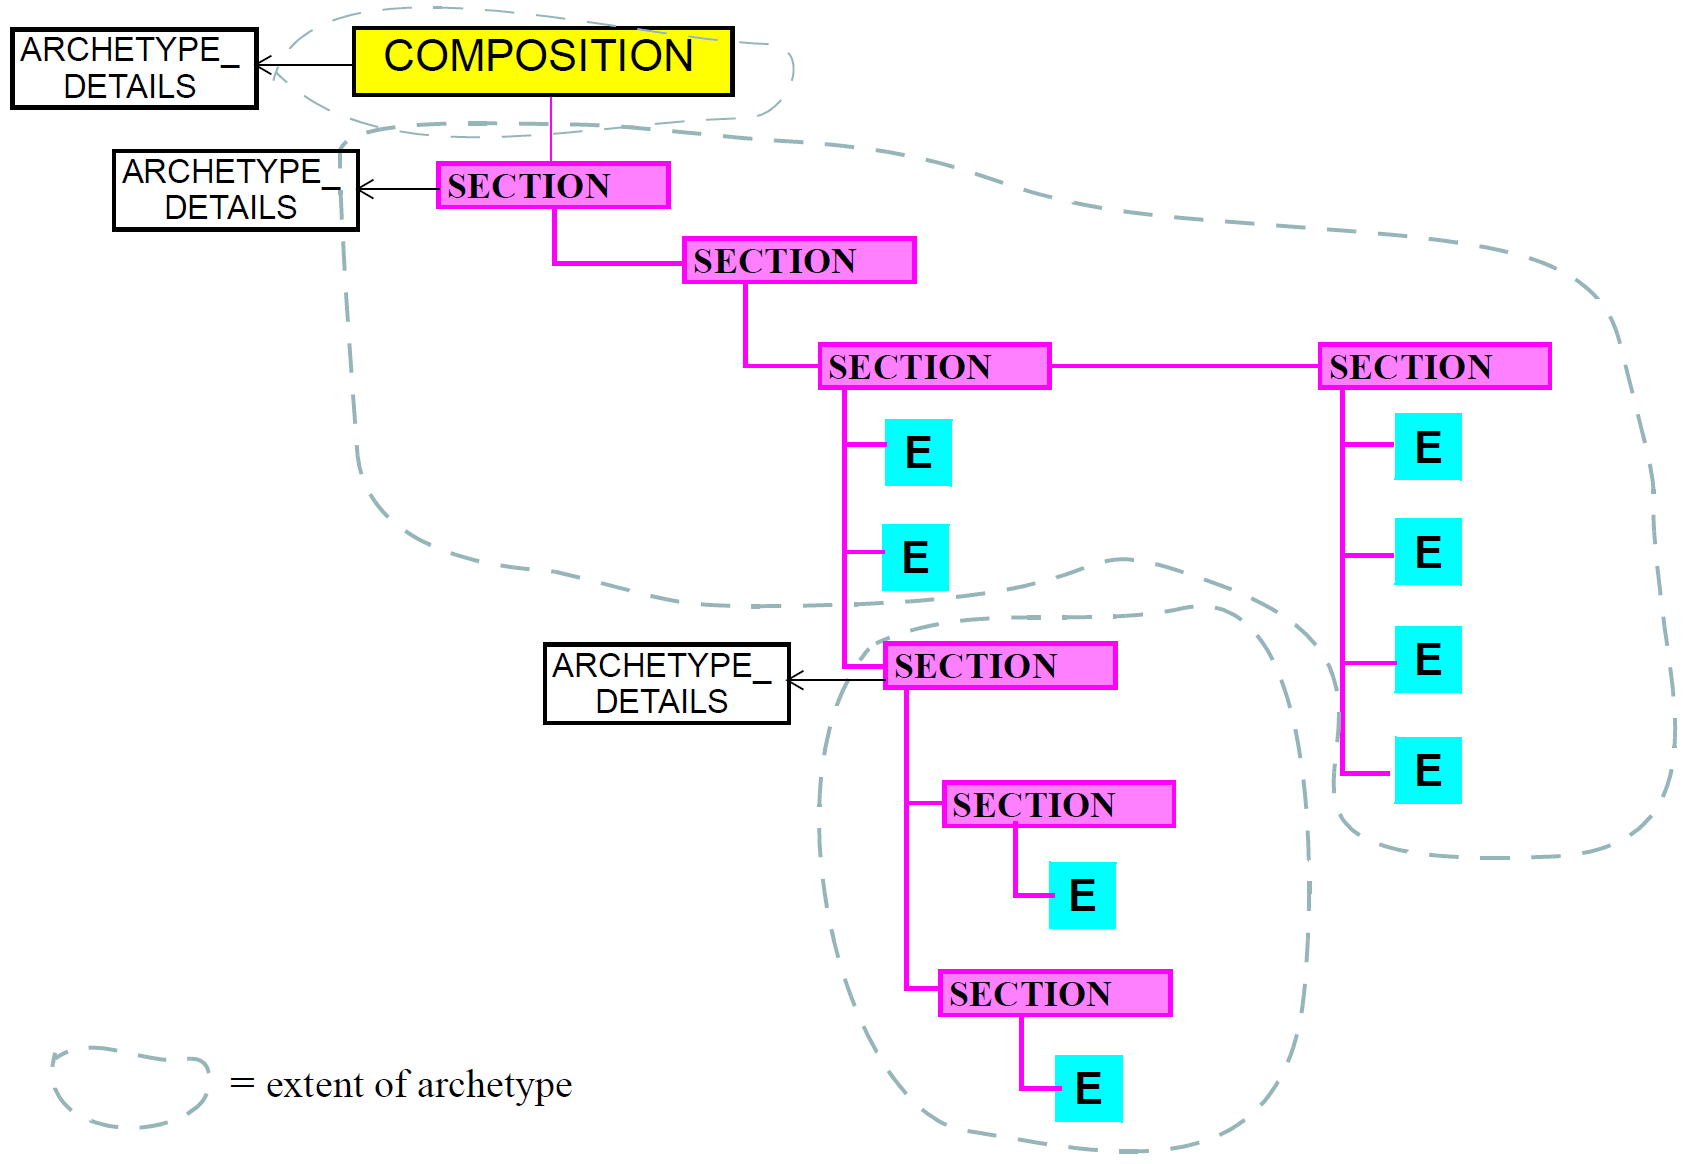 ARCHETYPE_
DETAILS
COMPOSITION
ARCHETYPE_
DETAILS
SECTION
SECTION
SECTION
SECTION
E
E
E
E
E
E
ARCHETYPE_
DETAILS
SECTION
SECTION
E
SECTION
E
= extent of archetype